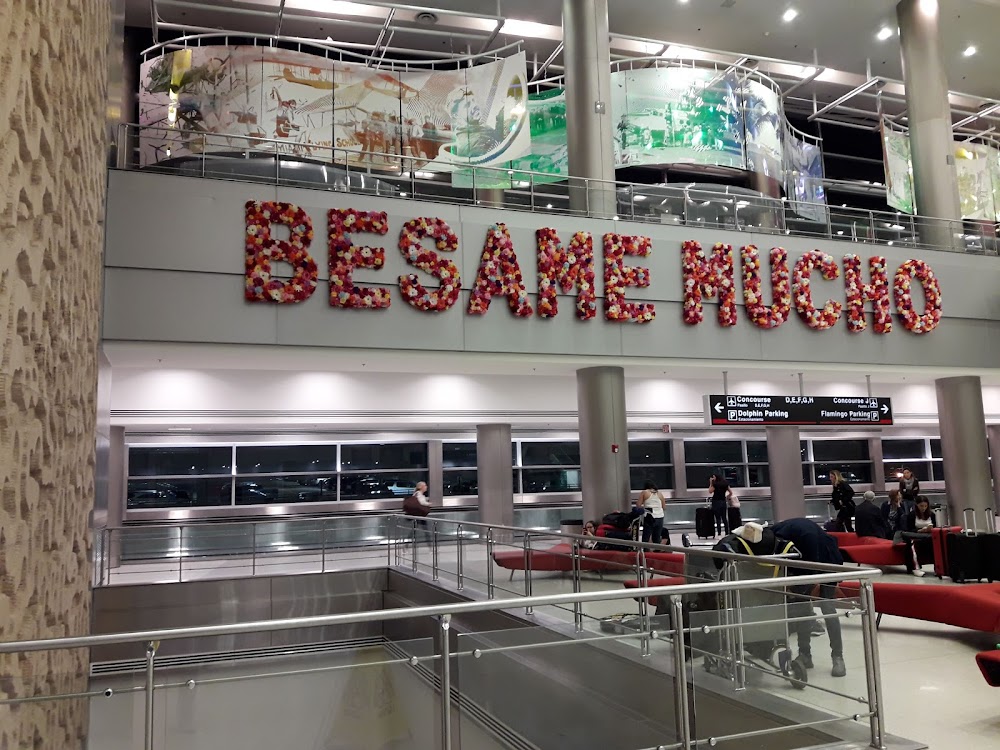 BESAME MUCHO
← Concourse D,E,F,G,H Concourse J →
P Dolphin Parking Flamingo Parking P